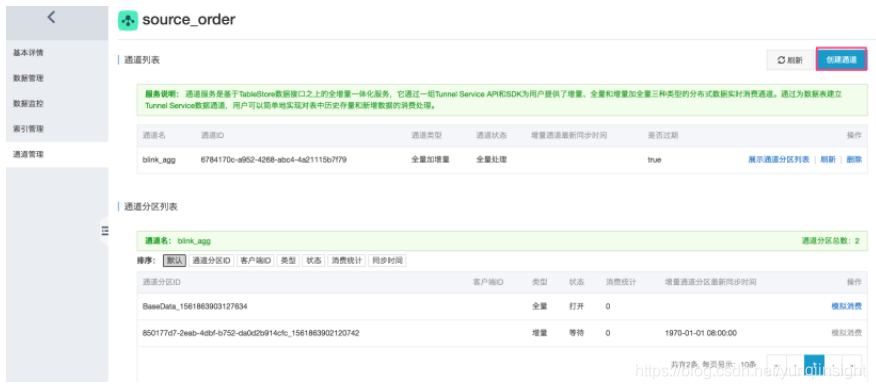 source_order
基本详情
数据管理
数据监控
索引管理
通道管理
通道列表
刷新
创建通道
服务说明： 通道服务是基于TableStore数据接口之上的全增量一体化服务，它通过一组Tunnel Service API和SDK为用户提供了增量、全量和增量加全量三种类型的分布式数据实时消费通道。通过为数据表建立
Tunnel Service数据通道，用户可以简单地实现对表中历史存量和新增数据的消费处理。
通道名 通道ID 通道类型 通道状态 增量通道最新同步时间 是否过期 操作
blink_agg 6784170c-a952-4268-abc4-4a21115b7f79 全量加增量 全量处理 true 展示通道分区列表 | 刷新 | 删除
通道分区列表
通道名： blink_agg 通道分区总数：2
排序： 默认 通道分区ID 客户端ID 类型 状态 消费统计 同步时间
通道分区ID 客户端ID 类型 状态 消费统计 增量通道分区最新同步时间 操作
BaseData_1561863903127634 全量 打开 0 模拟消费
850177d7-2eab-4dbf-b752-da0d2b914cfc_1561863902120742 增量 等待 0 1970-01-01 08:00:00 模拟消费
共有2条, 每页显示: 10条 « ‹ 1 › »
https://blog.csdn.net/yunqiinsight